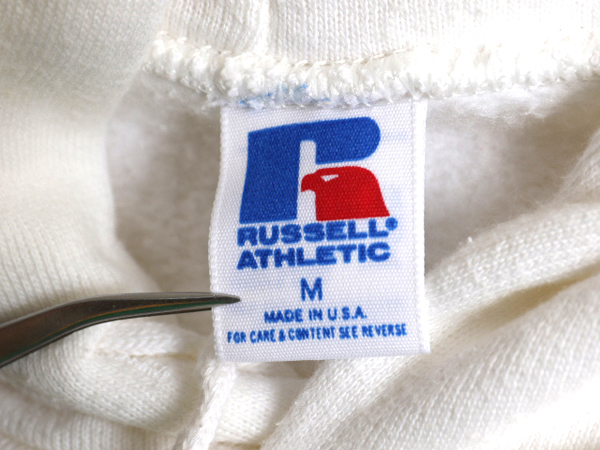 RUSSELL®
ATHLETIC
M
MADE IN U.S.A.
FOR CARE & CONTENT SEE REVERSE